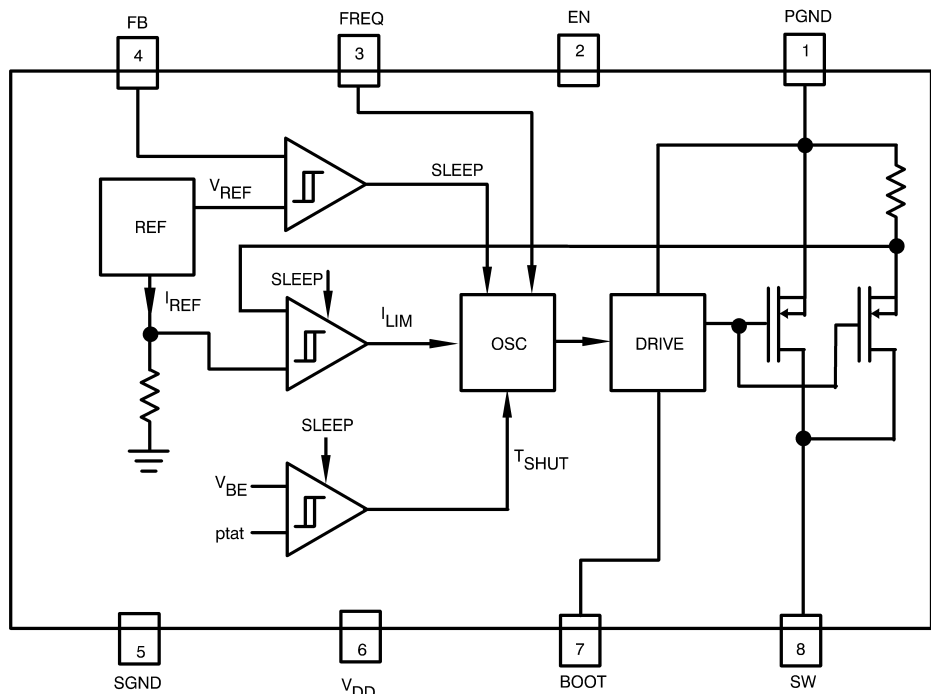 FB
FREQ
EN
PGND
4
3
2
1
SLEEP
VREF
REF
SLEEP
IREF
ILIM
OSC
DRIVE
SLEEP
TSHUT
VBE
ptat
5
6
7
8
SGND
VDD
BOOT
SW